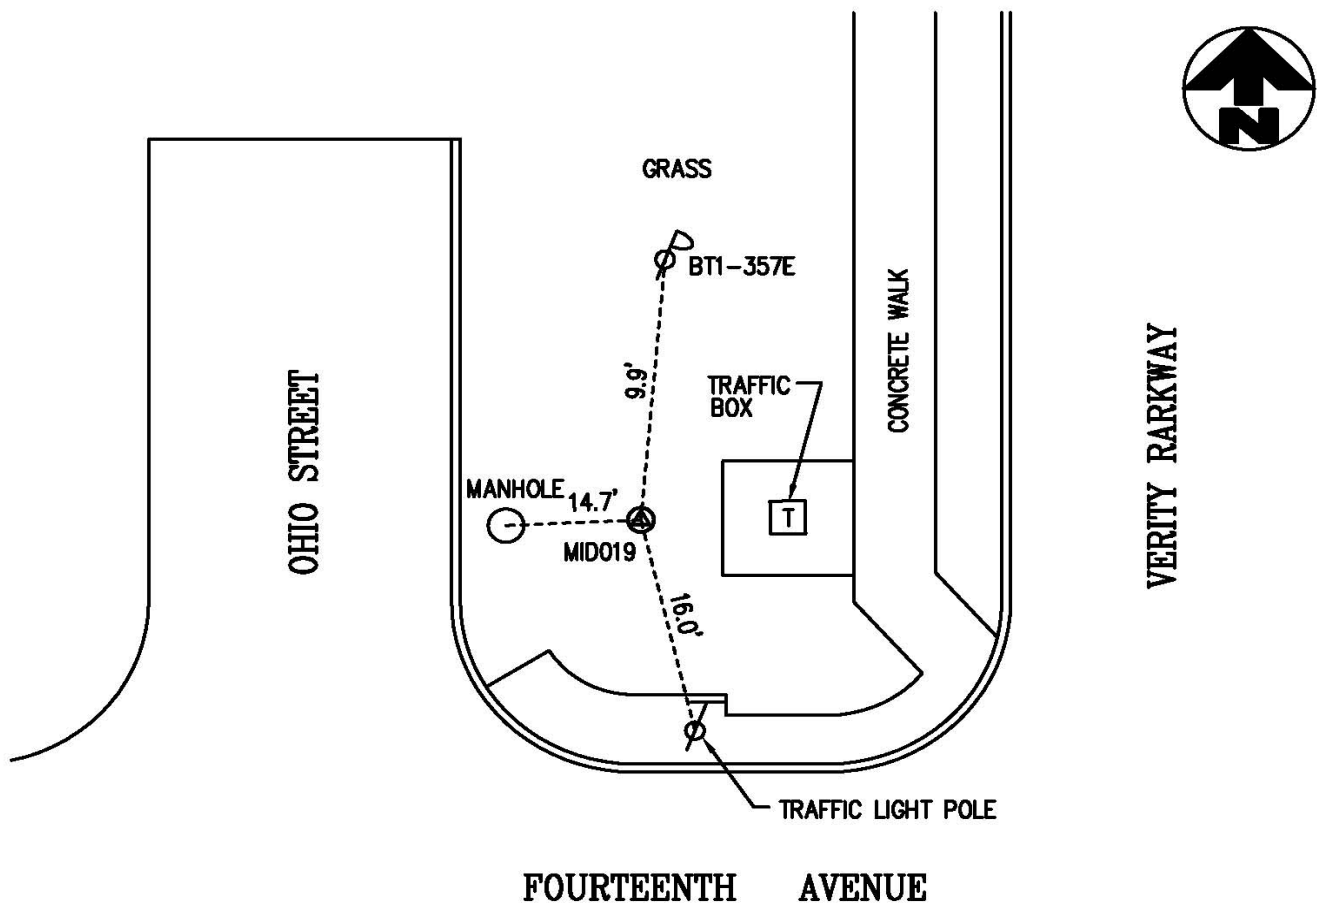 N
GRASS
BT1-357E
9.9'
TRAFFIC
BOX
CONCRETE WALK
VERITY RARKWAY
OHIO STREET
MANHOLE
14.7'
T
MID019
16.0'
TRAFFIC LIGHT POLE
FOURTEENTH AVENUE